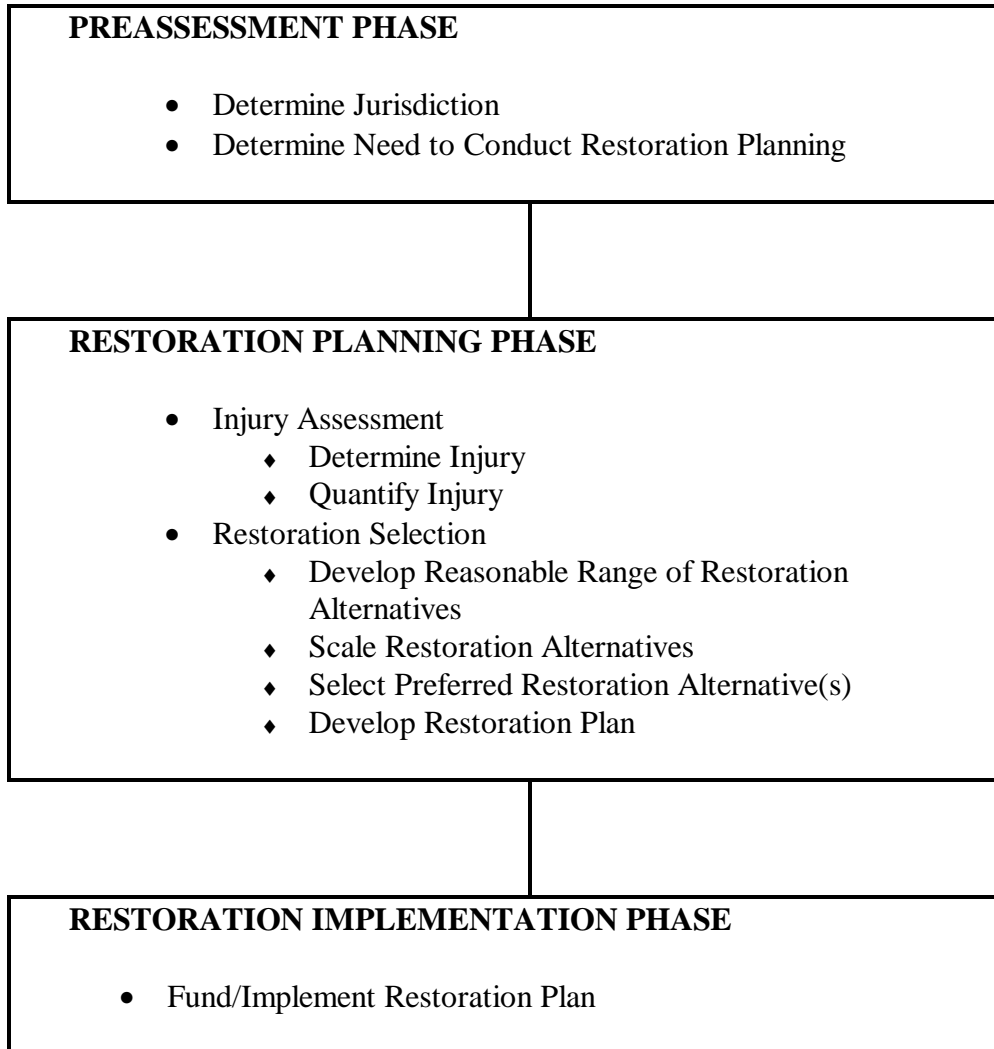 PREASSESSMENT PHASE
• Determine Jurisdiction
• Determine Need to Conduct Restoration Planning
RESTORATION PLANNING PHASE
• Injury Assessment
♦ Determine Injury
♦ Quantify Injury
• Restoration Selection
♦ Develop Reasonable Range of Restoration
Alternatives
♦ Scale Restoration Alternatives
♦ Select Preferred Restoration Alternative(s)
♦ Develop Restoration Plan
RESTORATION IMPLEMENTATION PHASE
• Fund/Implement Restoration Plan